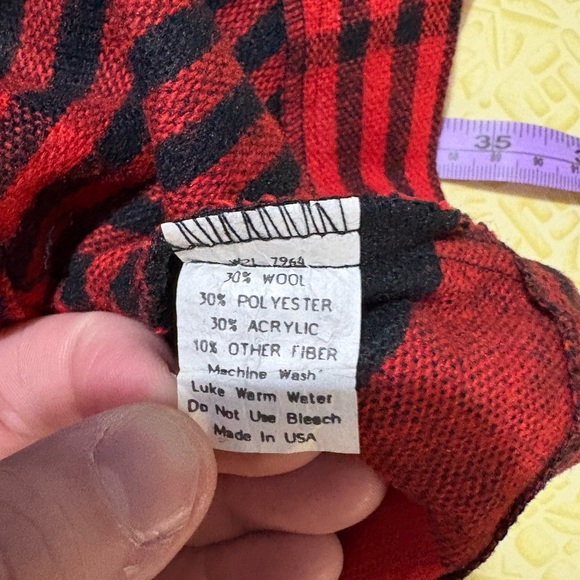 35
WPL 7964
30% WOOL
30% POLYESTER
30% ACRYLIC
10% OTHER FIBER
Machine Wash
Luke Warm Water
Do Not Use Bleach
Made In USA